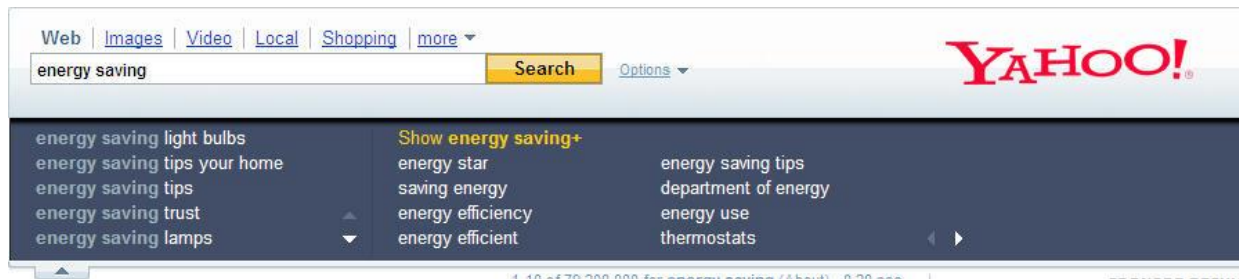 Web | Images | Video | Local | Shopping | more
energy saving Search Options
YAHOO!
energy saving light bulbs
energy saving tips your home
energy saving tips
energy saving trust
energy saving lamps
Show energy saving+
energy star
saving energy
energy efficiency
energy efficient
energy saving tips
department of energy
energy use
thermostats